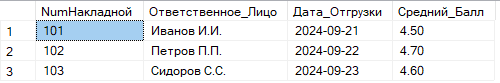 NumНакладной Ответственное_Лицо Дата_Отгрузки Средний_Балл
1 101 Иванов И.И. 2024-09-21 4.50
2 102 Петров П.П. 2024-09-22 4.70
3 103 Сидоров С.С. 2024-09-23 4.60